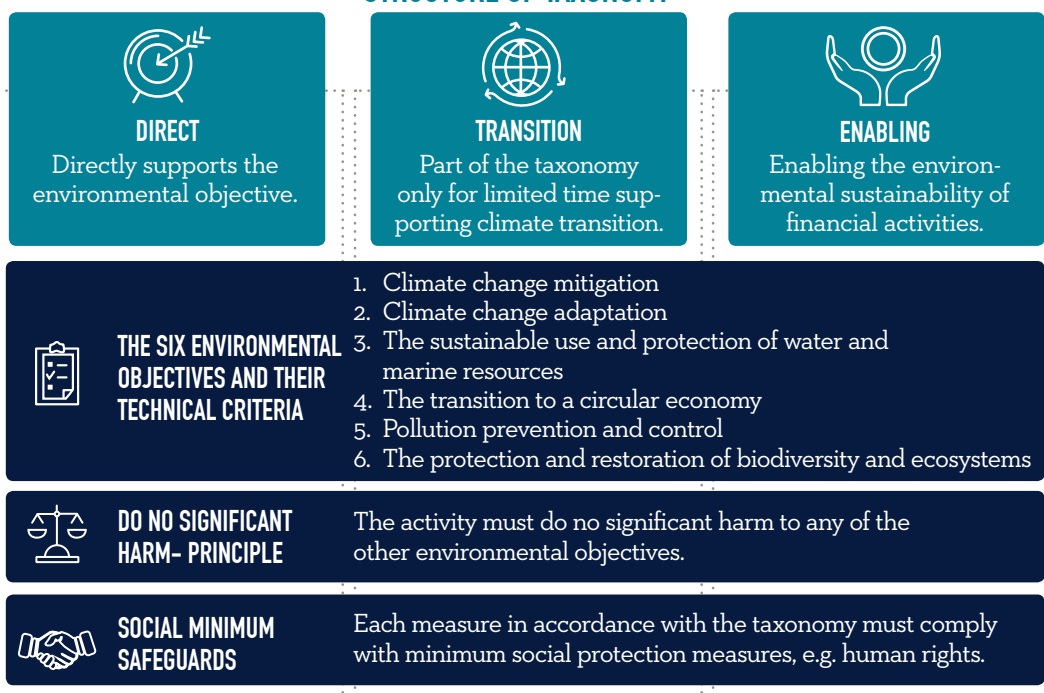 STRUCTURE OF TAXONOMY
DIRECT
Directly supports the
environmental objective.
TRANSITION
Part of the taxonomy
only for limited time sup-
porting climate transition.
ENABLING
Enabling the environ-
mental sustainability of
financial activities.
THE SIX ENVIRONMENTAL
OBJECTIVES AND THEIR
TECHNICAL CRITERIA
1. Climate change mitigation
2. Climate change adaptation
3. The sustainable use and protection of water and
marine resources
4. The transition to a circular economy
5. Pollution prevention and control
6. The protection and restoration of biodiversity and ecosystems
DO NO SIGNIFICANT
HARM- PRINCIPLE
The activity must do no significant harm to any of the
other environmental objectives.
SOCIAL MINIMUM
SAFEGUARDS
Each measure in accordance with the taxonomy must comply
with minimum social protection measures, e.g. human rights.